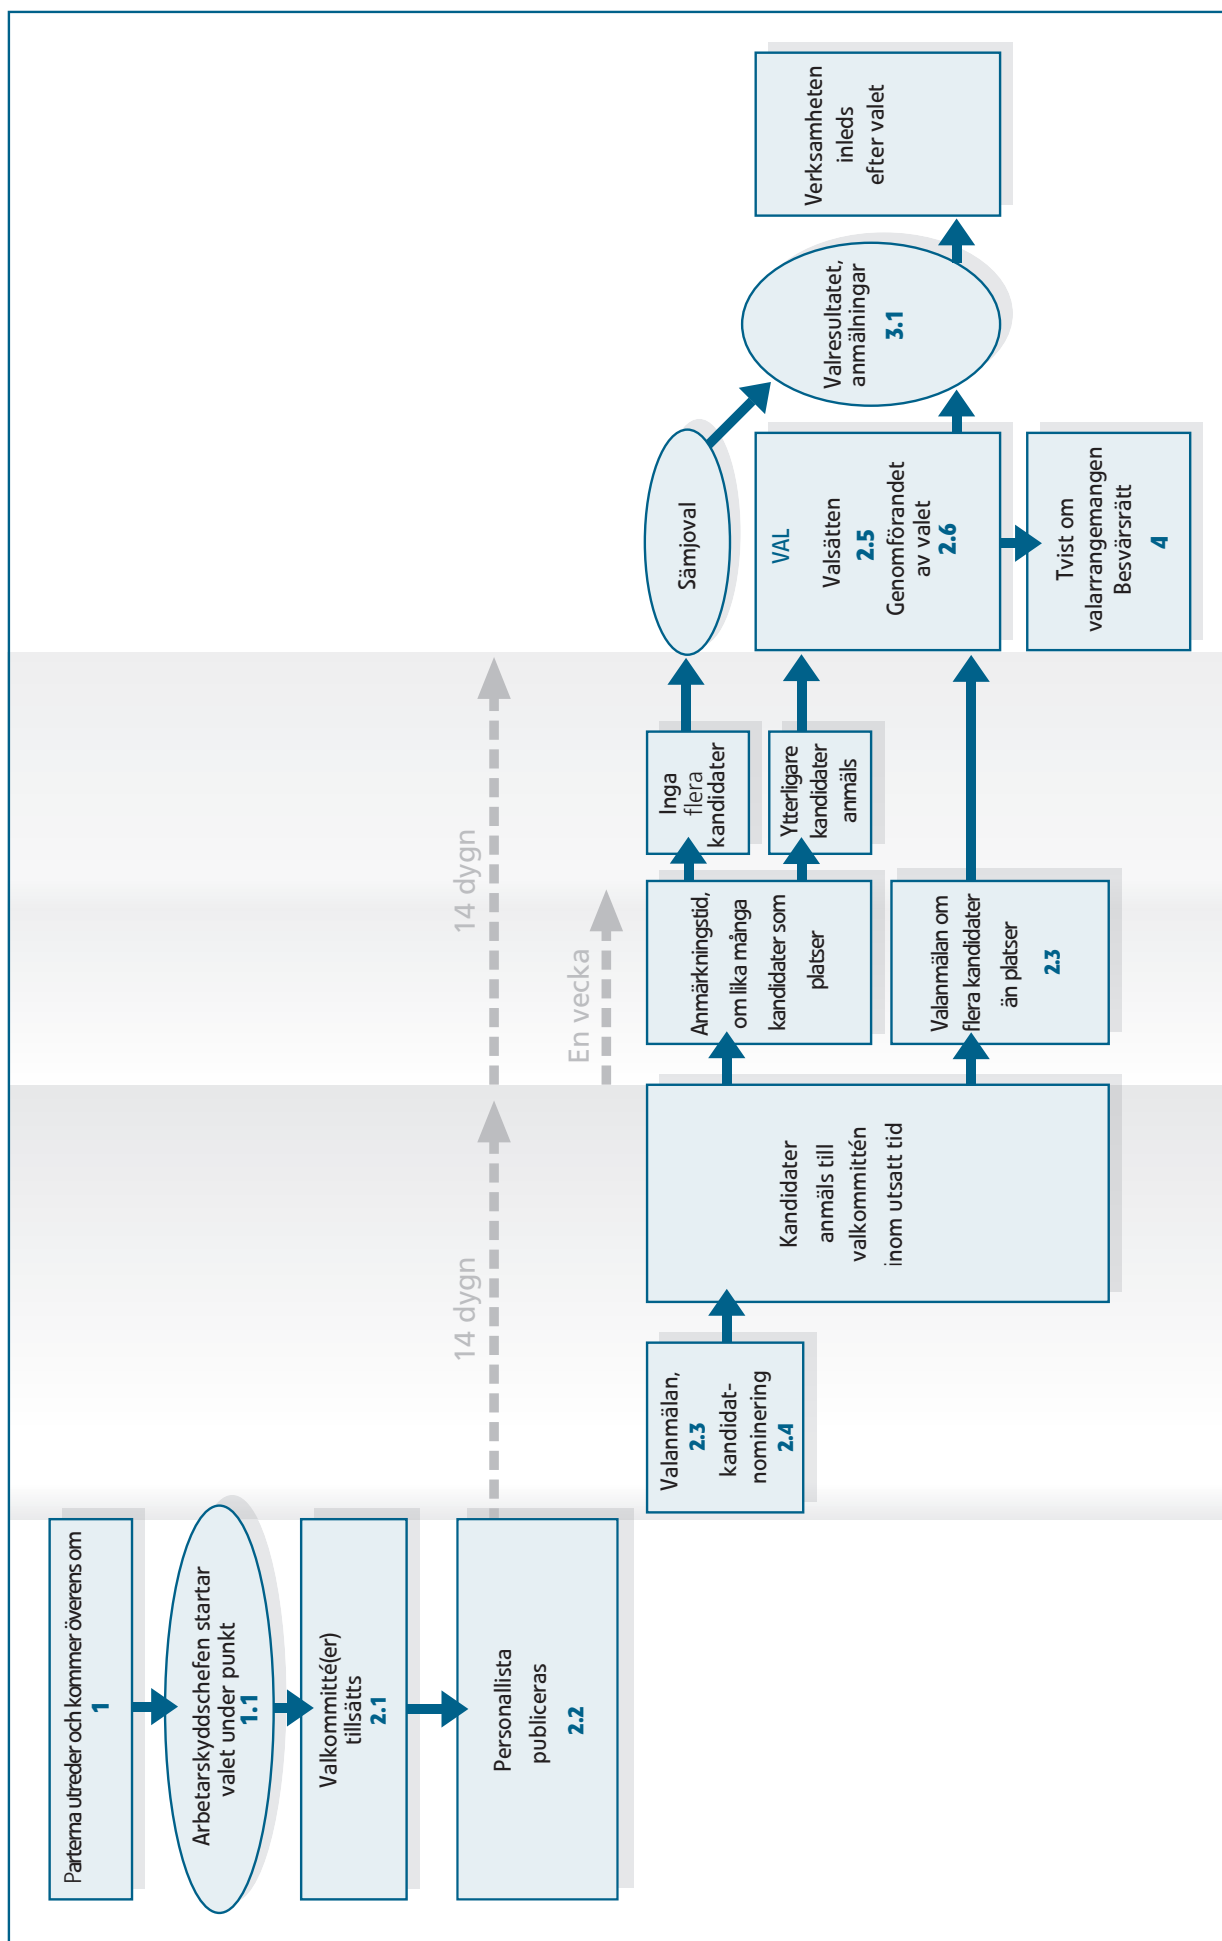 Parterna utreder och kommer överens om
1
Arbetarskyddschefen startar
valet under punkt
1.1
Valkommitté(er)
tillsätts
2.1
Personallista
publiceras
2.2
14 dygn
14 dygn
En vecka
Valanmälan,
2.3
kandidat-
nominering
2.4
Kandidater
anmäls till
valkommittén
inom utsatt tid
Anmärkningstid,
om lika många
kandidater som
platser
Valanmälan om
flera kandidater
än platser
2.3
Inga
flera
kandidater
Ytterligare
kandidater
anmäls
Sämjoval
VAL
Valsätten
2.5
Genomförandet
av valet
2.6
Tvist om
valarrangemangen
Besvärsrätt
4
Valresultatet,
anmälningar
3.1
Verksamheten
inleds
efter valet